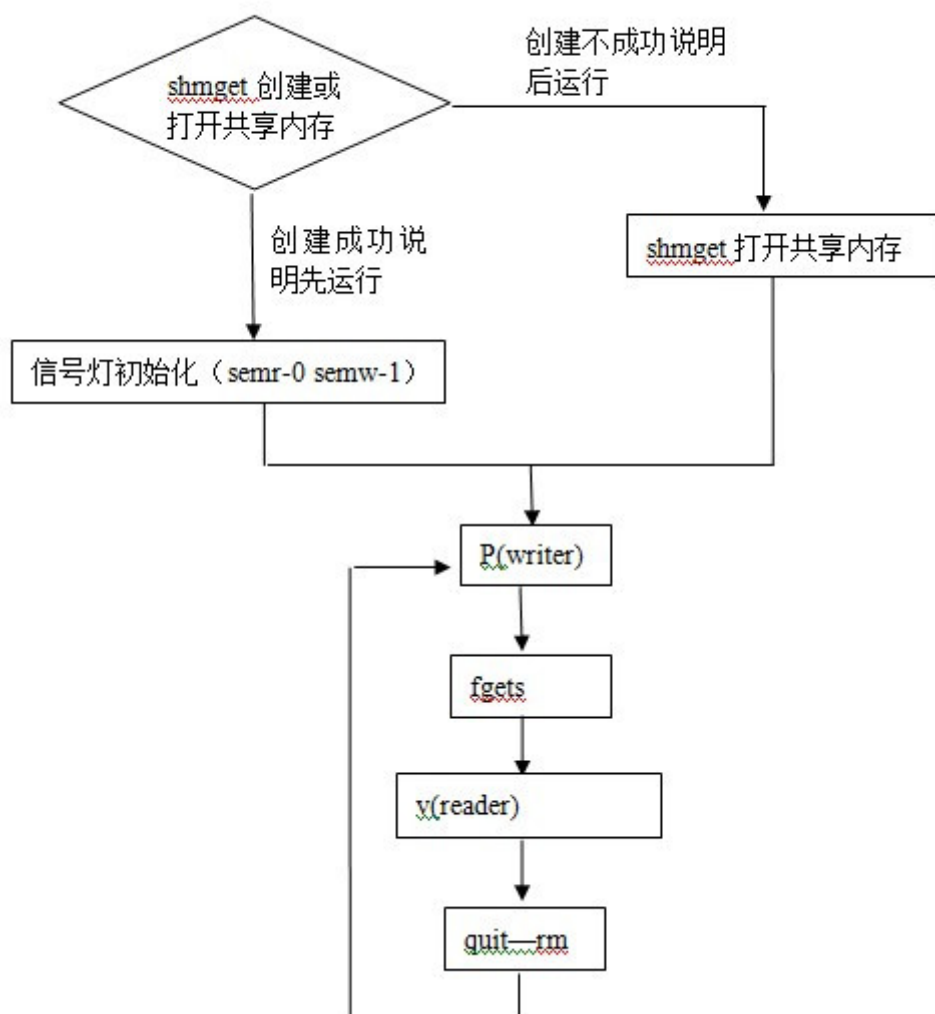 shmget 创建或
打开共享内存
创建不成功说明
后运行
创建成功说
明先运行
shmget 打开共享内存
信号灯初始化（semr-0 semw-1）
P(writer)
fgets
v(reader)
quit—rm